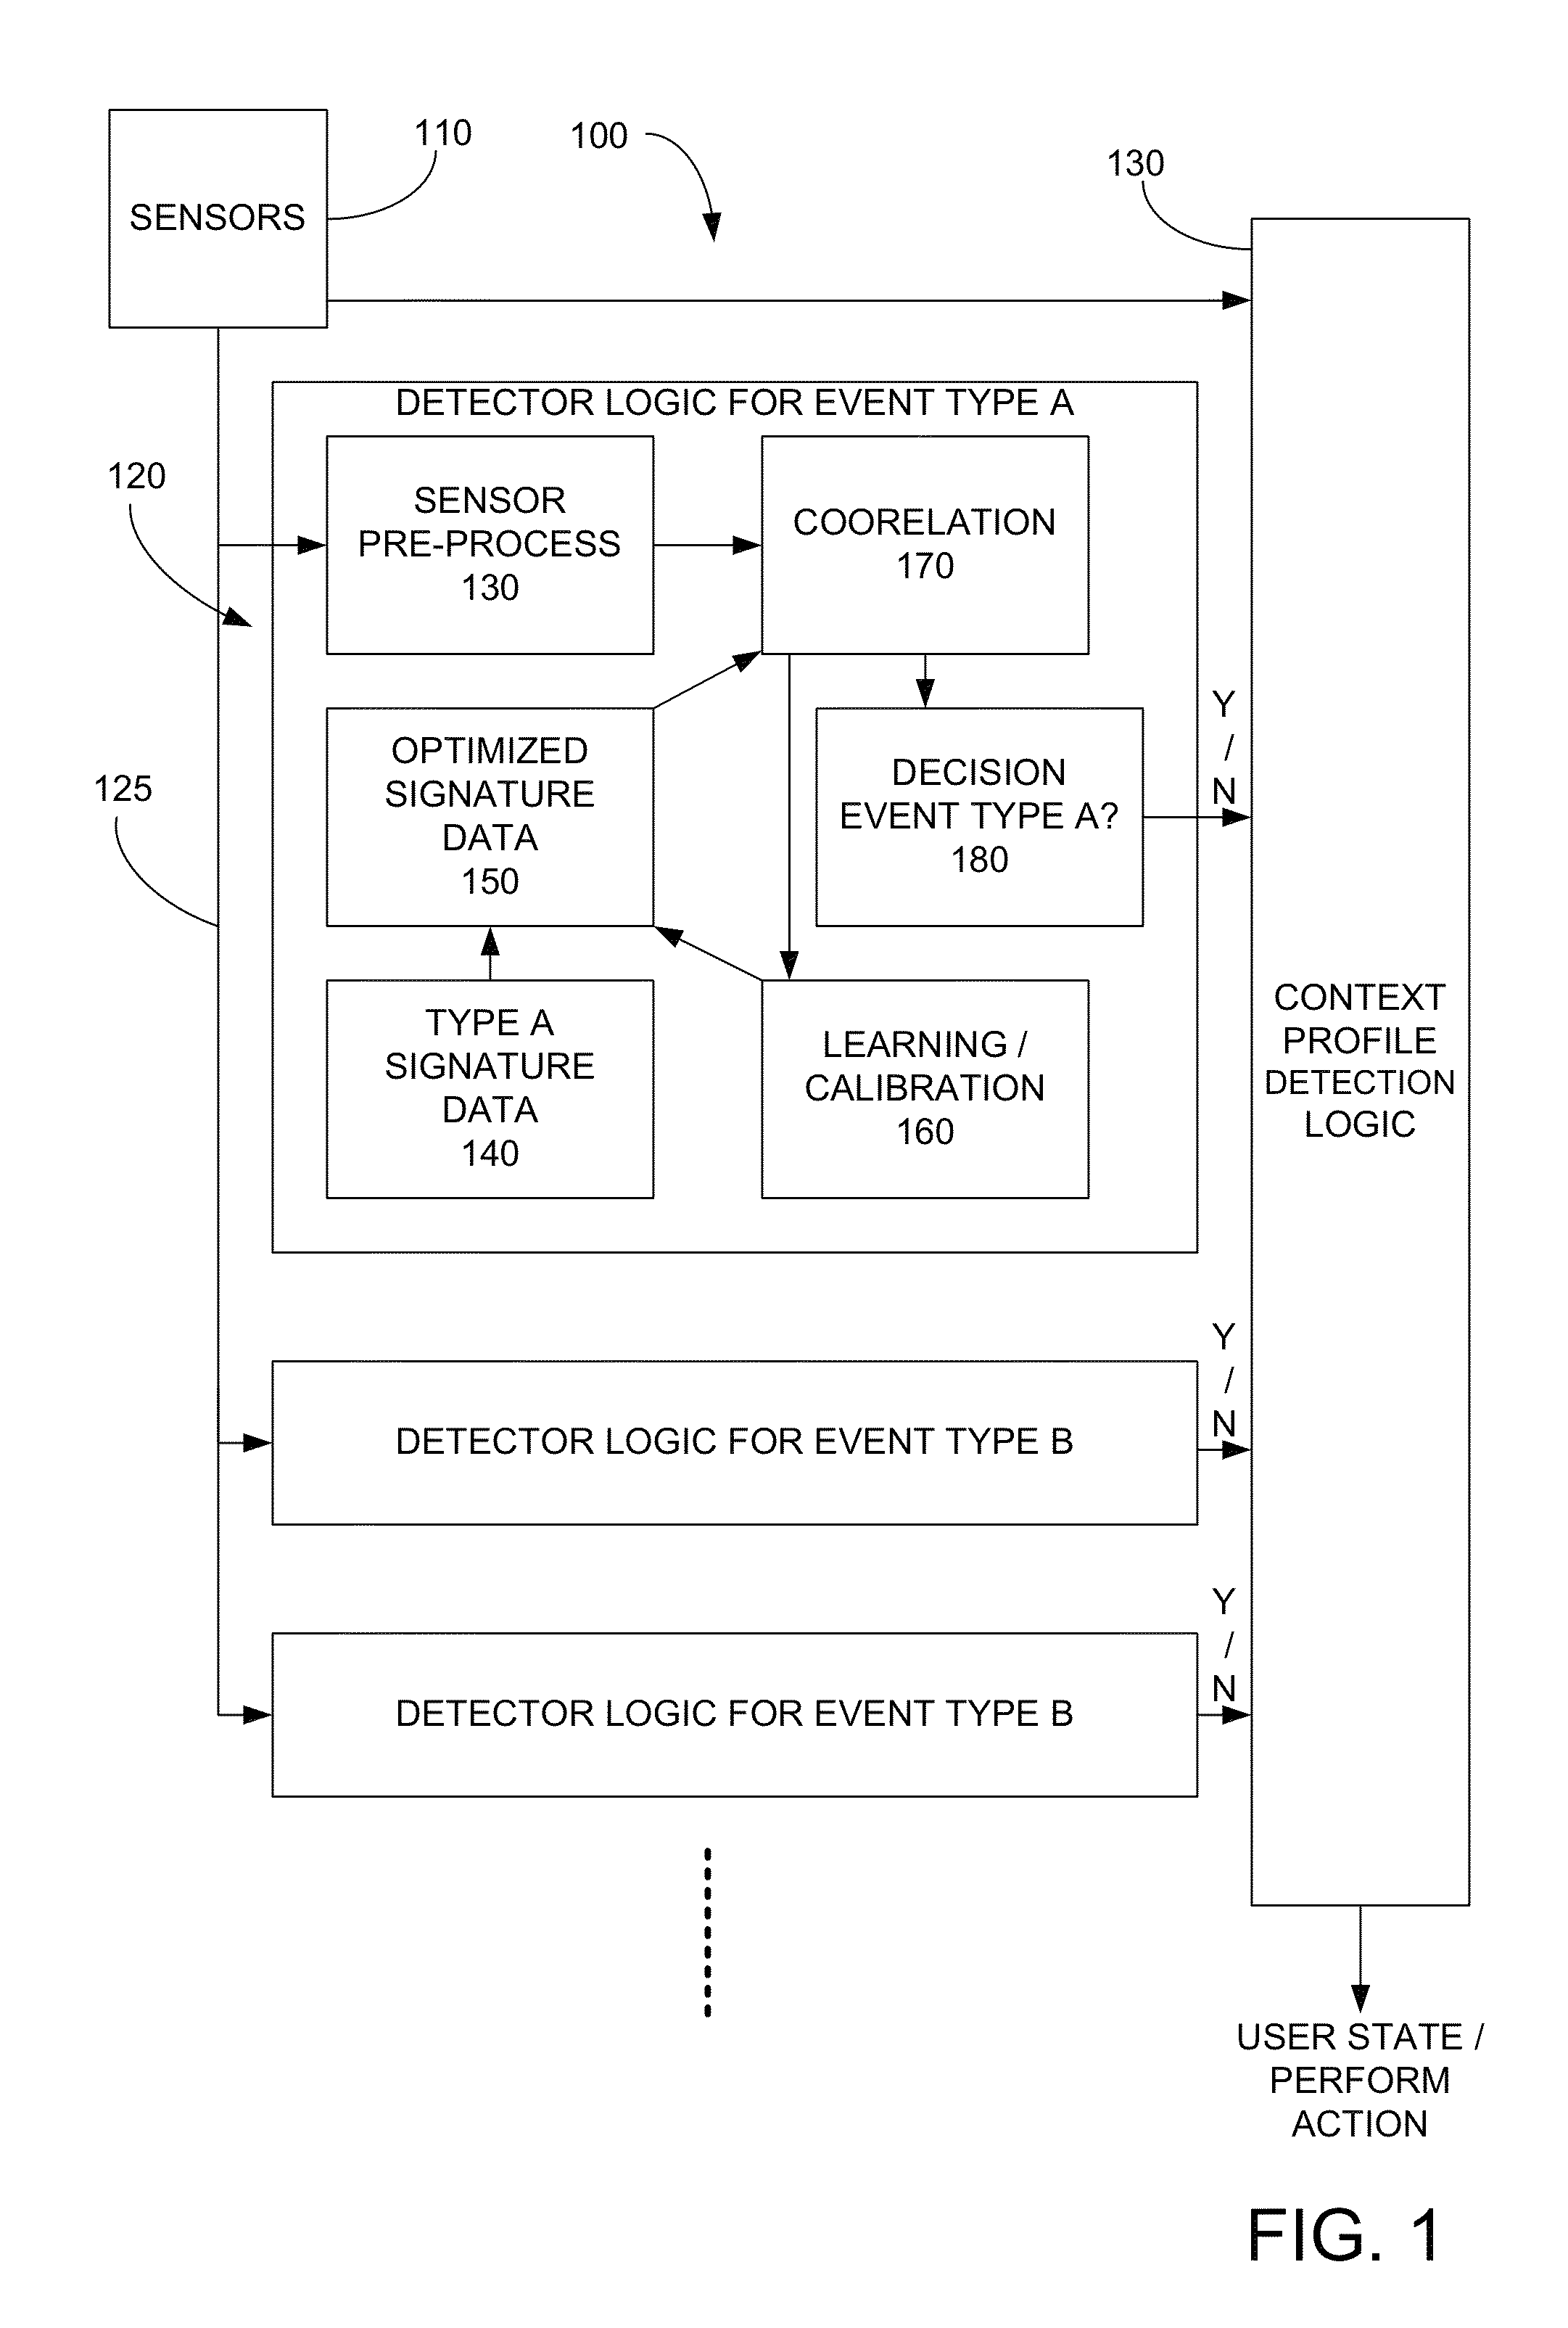 110
100
130
SENSORS
DETECTOR LOGIC FOR EVENT TYPE A
120
SENSOR
PRE-PROCESS
130
COORELATION
170
125
OPTIMIZED
SIGNATURE
DATA
150
DECISION
EVENT TYPE A?
180
Y
/
N
TYPE A
SIGNATURE
DATA
140
LEARNING /
CALIBRATION
160
CONTEXT
PROFILE
DETECTION
LOGIC
DETECTOR LOGIC FOR EVENT TYPE B
Y
/
N
DETECTOR LOGIC FOR EVENT TYPE B
Y
/
N
USER STATE /
PERFORM
ACTION
FIG. 1